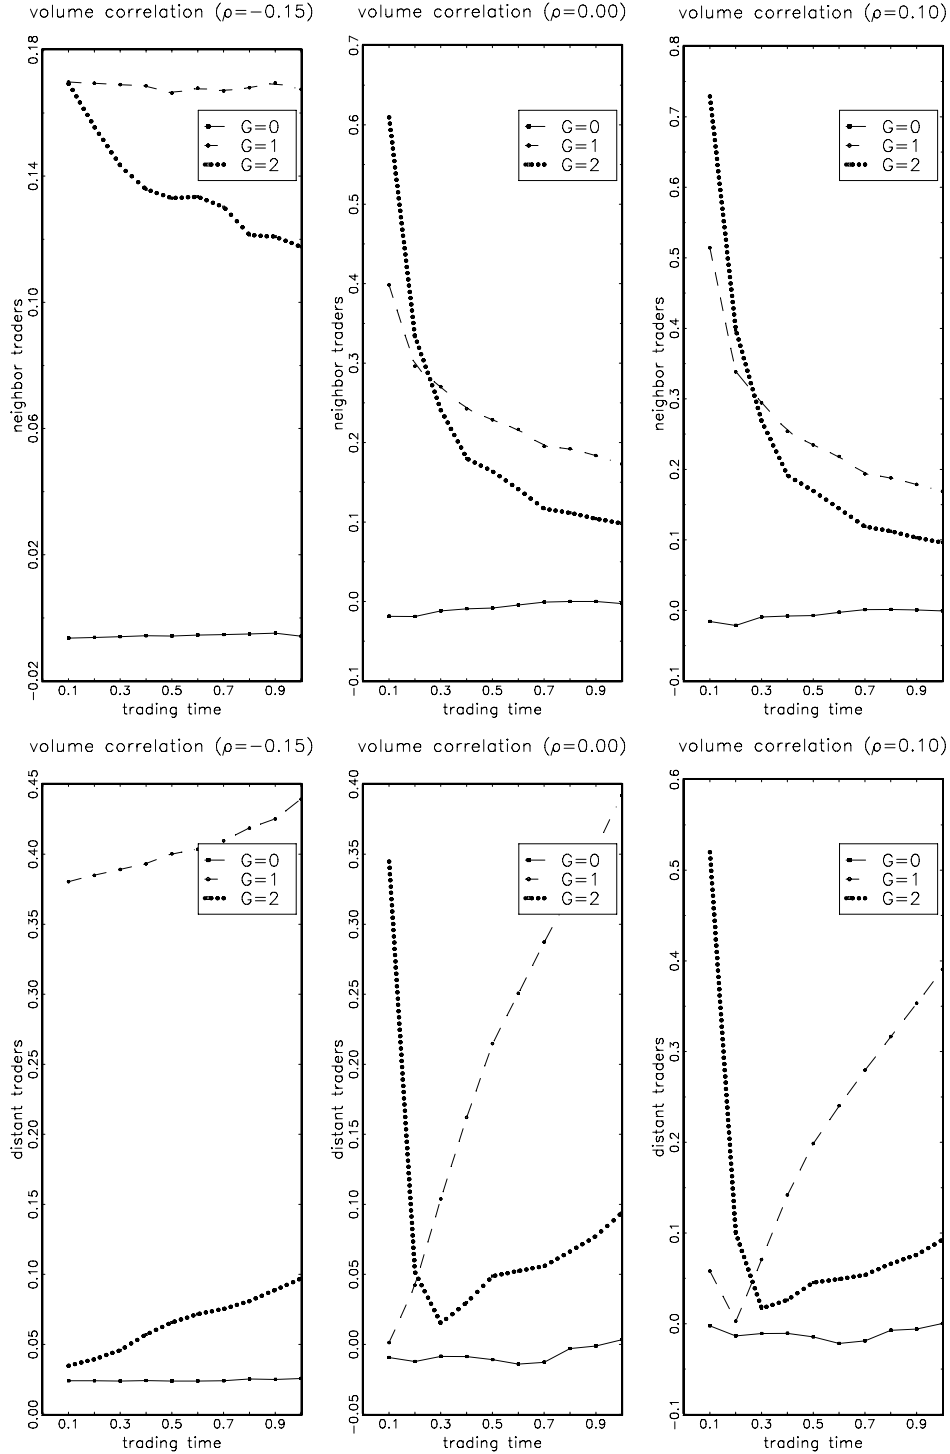 volume correlation (ρ=−0.15)
neighbor traders
0.18
0.14
0.10
0.06
0.02
−0.02
G=0
G=1
G=2
0.1 0.3 0.5 0.7 0.9
trading time
volume correlation (ρ=0.00)
neighbor traders
0.7
0.6
0.5
0.4
0.3
0.2
0.1
0.0
−0.1
G=0
G=1
G=2
0.1 0.3 0.5 0.7 0.9
trading time
volume correlation (ρ=0.10)
neighbor traders
0.8
0.7
0.6
0.5
0.4
0.3
0.2
0.1
0.0
−0.1
G=0
G=1
G=2
0.1 0.3 0.5 0.7 0.9
trading time
volume correlation (ρ=−0.15)
distant traders
0.45
0.40
0.35
0.30
0.25
0.20
0.15
0.10
0.05
0.00
G=0
G=1
G=2
0.1 0.3 0.5 0.7 0.9
trading time
volume correlation (ρ=0.00)
distant traders
0.40
0.35
0.30
0.25
0.20
0.15
0.10
0.05
0.00
−0.05
G=0
G=1
G=2
0.1 0.3 0.5 0.7 0.9
trading time
volume correlation (ρ=0.10)
distant traders
0.6
0.5
0.4
0.3
0.2
0.1
0.0
−0.1
G=0
G=1
G=2
0.1 0.3 0.5 0.7 0.9
trading time